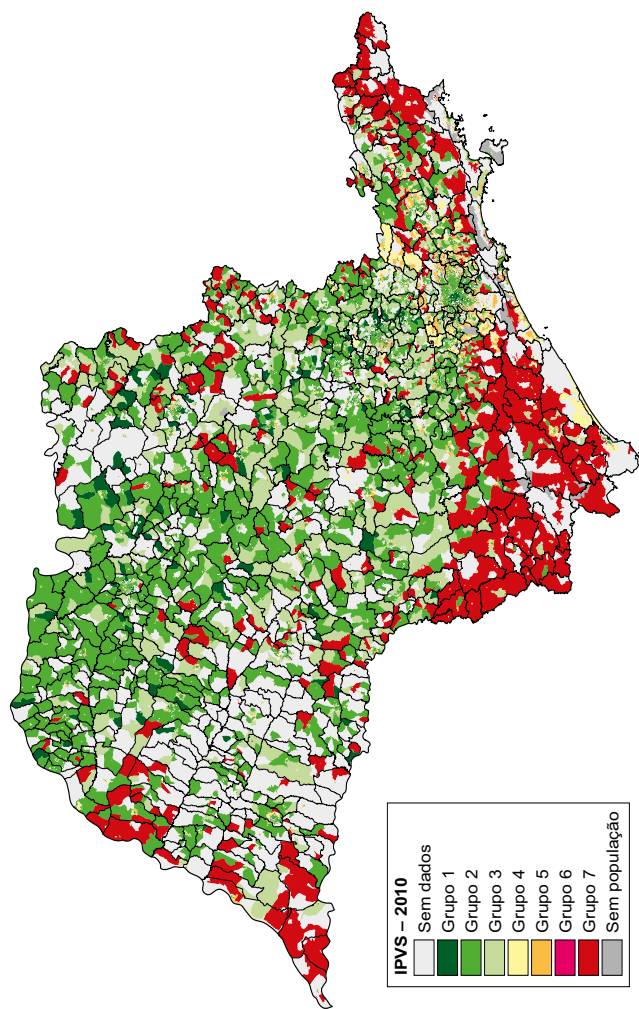 IPVS – 2010
Sem dados
Grupo 1
Grupo 2
Grupo 3
Grupo 4
Grupo 5
Grupo 6
Grupo 7
Sem população